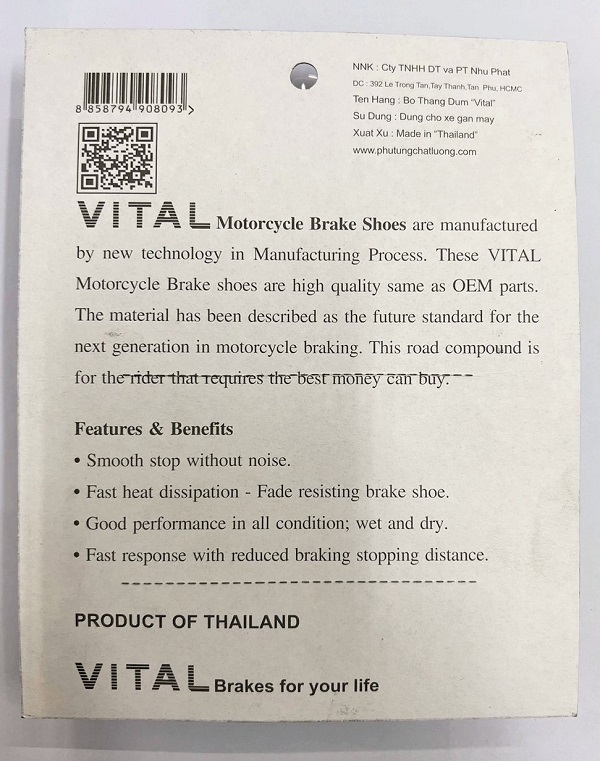 NNK : Cty TNHH DT va PT Nhu Phat
DC : 392 Le Trong Tan,Tay Thanh,Tan Phu, HCMC
Ten Hang : Bo Thang Dum "Vital"
Su Dung : Dung cho xe gan may
Xuat Xu : Made in "Thailand"
www.phutungchatluong.com
8 858794 908093 >
VITAL Motorcycle Brake Shoes are manufactured
by new technology in Manufacturing Process. These VITAL
Motorcycle Brake shoes are high quality same as OEM parts.
The material has been described as the future standard for the
next generation in motorcycle braking. This road compound is
for the rider that requires the best money can buy.
Features & Benefits
• Smooth stop without noise.
• Fast heat dissipation - Fade resisting brake shoe.
• Good performance in all condition; wet and dry.
• Fast response with reduced braking stopping distance.
PRODUCT OF THAILAND
VITAL Brakes for your life